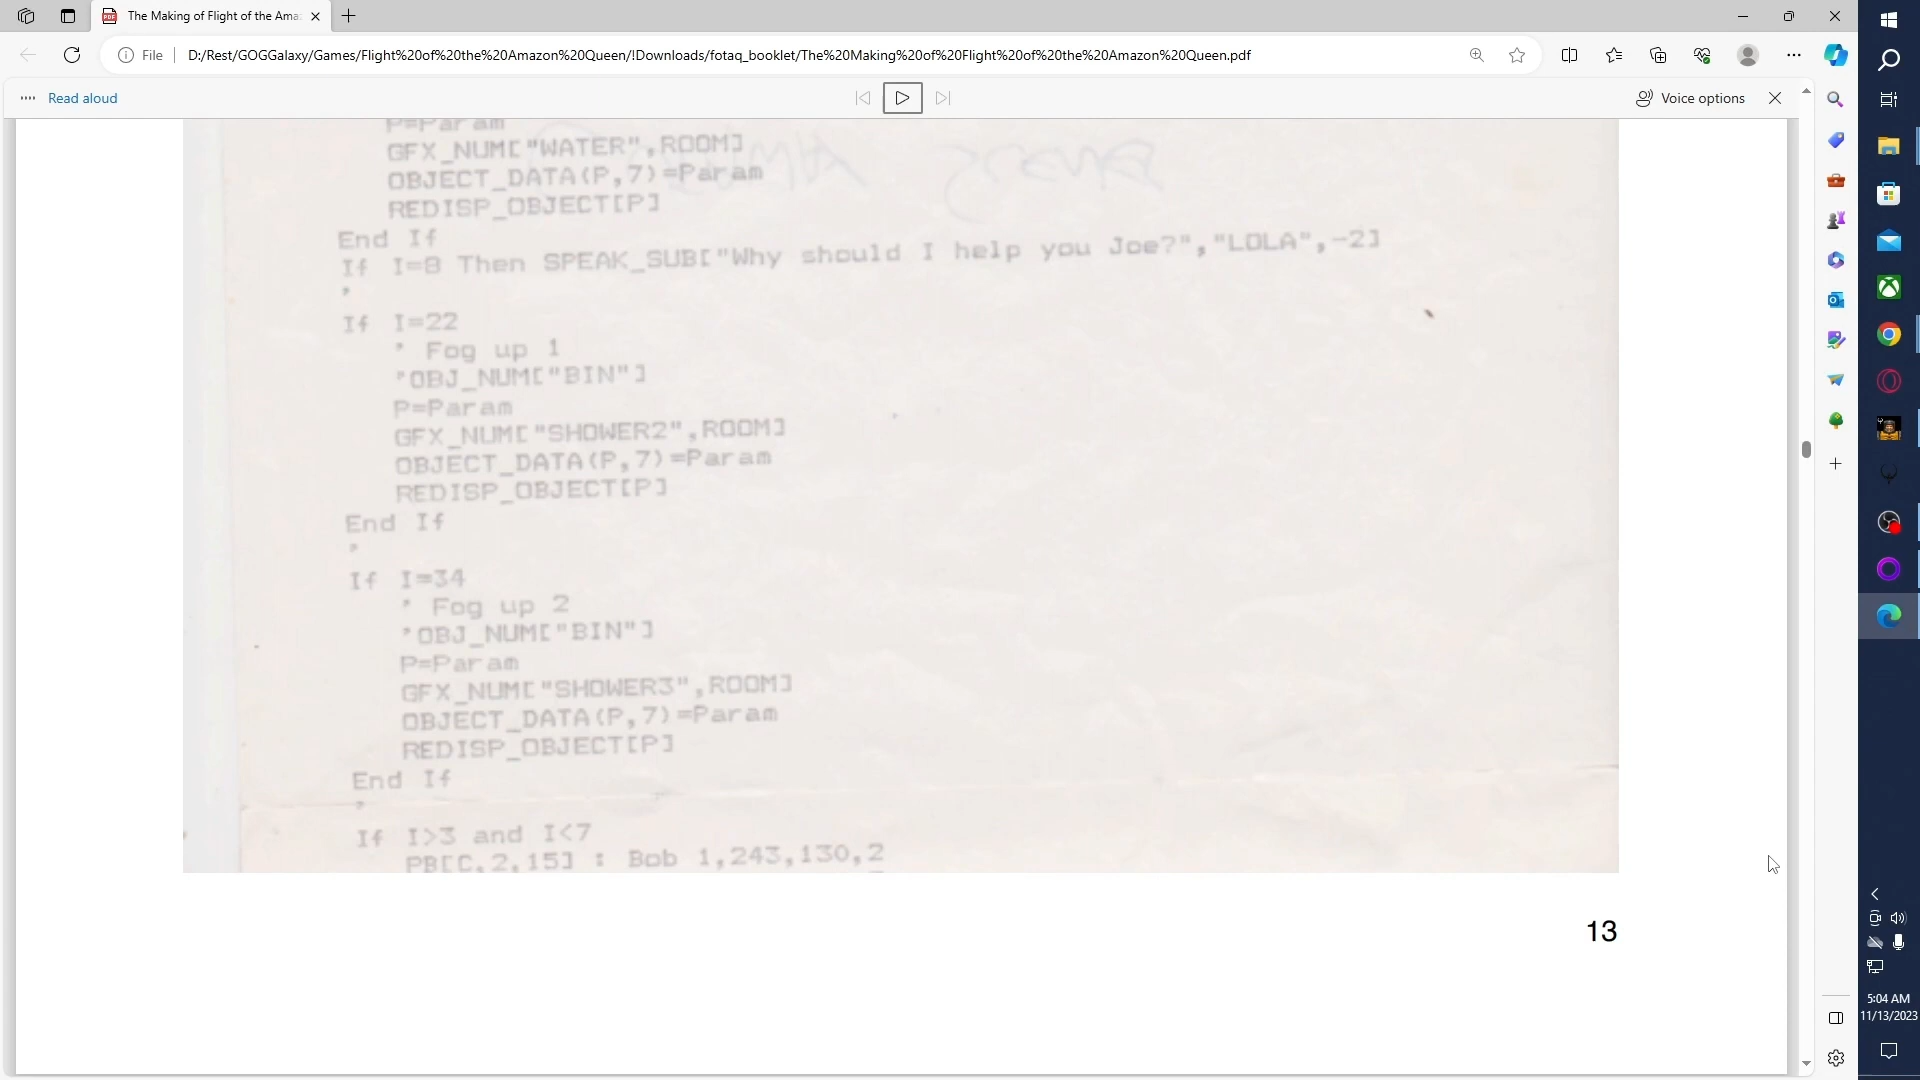 The Making of Flight of the Ama
File
D:/Rest/GOGGalaxy/Games/Flight%20of%20the%20Amazon%20Queen/!Downloads/fotaq_booklet/The%20Making%20of%20Flight%20of%20the%20Amazon%20Queen.pdf
Read aloud
Voice options
P=Param
GFX_NUM["WATER",ROOM]
OBJECT_DATA(P,7)=Param
REDISP_OBJECT[P]
End If
If I=8 Then SPEAK_SUB["Why should I help you Joe?","LOLA",-2]
'
If I=22
' Fog up 1
'OBJ_NUM["BIN"]
P=Param
GFX_NUM["SHOWER2",ROOM]
OBJECT_DATA(P,7)=Param
REDISP_OBJECT[P]
End If
'
If I=34
' Fog up 2
'OBJ_NUM["BIN"]
P=Param
GFX_NUM["SHOWER3",ROOM]
OBJECT_DATA(P,7)=Param
REDISP_OBJECT[P]
End If
'
If I>3 and I<7
PB[C,2,15] : Bob 1,243,130,2
13
5:04 AM
11/13/2023